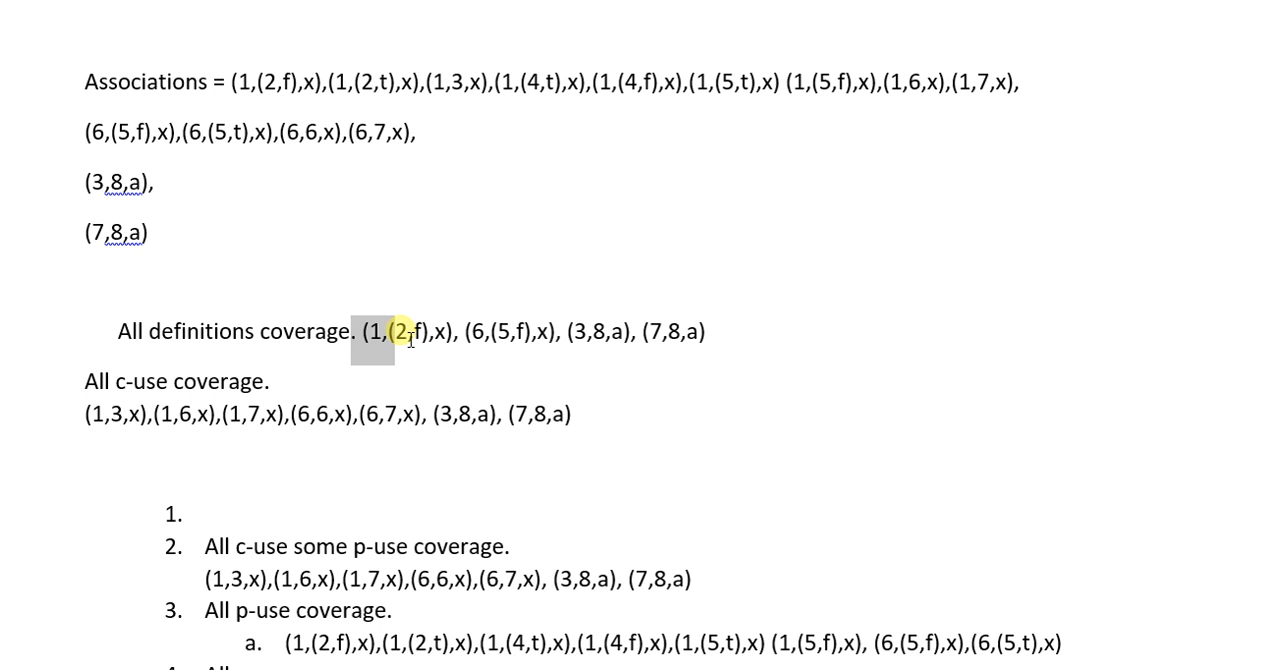 Associations = (1,(2,f),x),(1,(2,t),x),(1,3,x),(1,(4,t),x),(1,(4,f),x),(1,(5,t),x) (1,(5,f),x),(1,6,x),(1,7,x),
(6,(5,f),x),(6,(5,t),x),(6,6,x),(6,7,x),
(3,8,a),
(7,8,a)
All definitions coverage. (1,(2,f),x), (6,(5,f),x), (3,8,a), (7,8,a)
All c-use coverage.
(1,3,x),(1,6,x),(1,7,x),(6,6,x),(6,7,x), (3,8,a), (7,8,a)
1.
2. All c-use some p-use coverage.
(1,3,x),(1,6,x),(1,7,x),(6,6,x),(6,7,x), (3,8,a), (7,8,a)
3. All p-use coverage.
a. (1,(2,f),x),(1,(2,t),x),(1,(4,t),x),(1,(4,f),x),(1,(5,t),x) (1,(5,f),x), (6,(5,f),x),(6,(5,t),x)